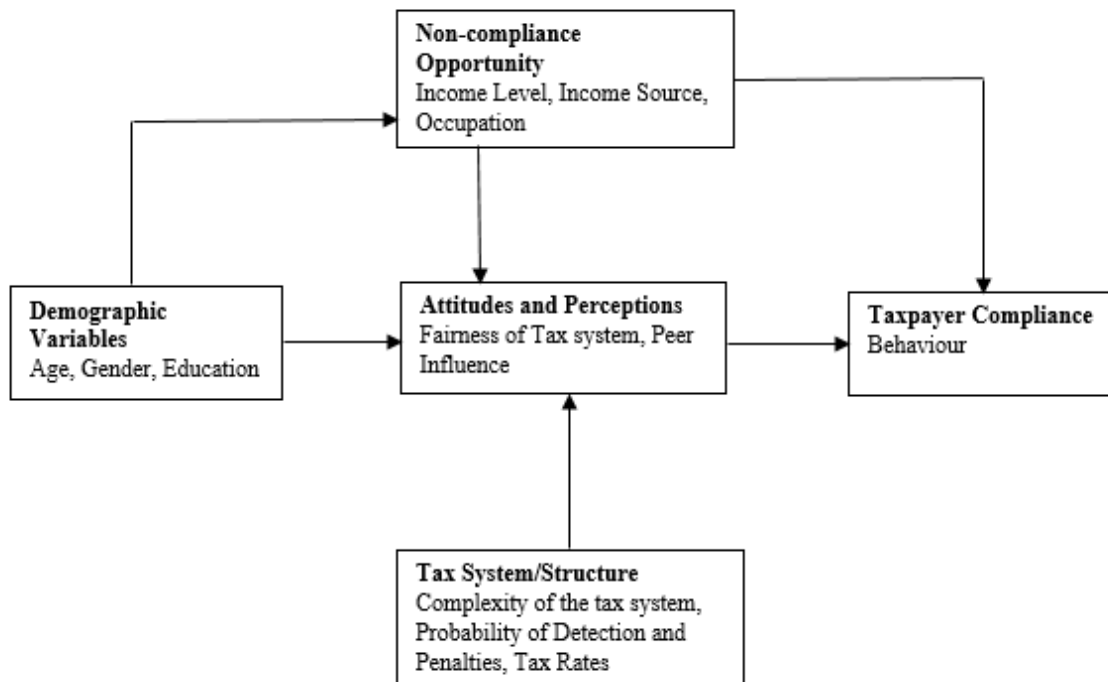 Non-compliance
Opportunity
Income Level, Income Source,
Occupation
Demographic
Variables
Age, Gender, Education
Attitudes and Perceptions
Fairness of Tax system, Peer
Influence
Taxpayer Compliance
Behaviour
Tax System/Structure
Complexity of the tax system,
Probability of Detection and
Penalties, Tax Rates